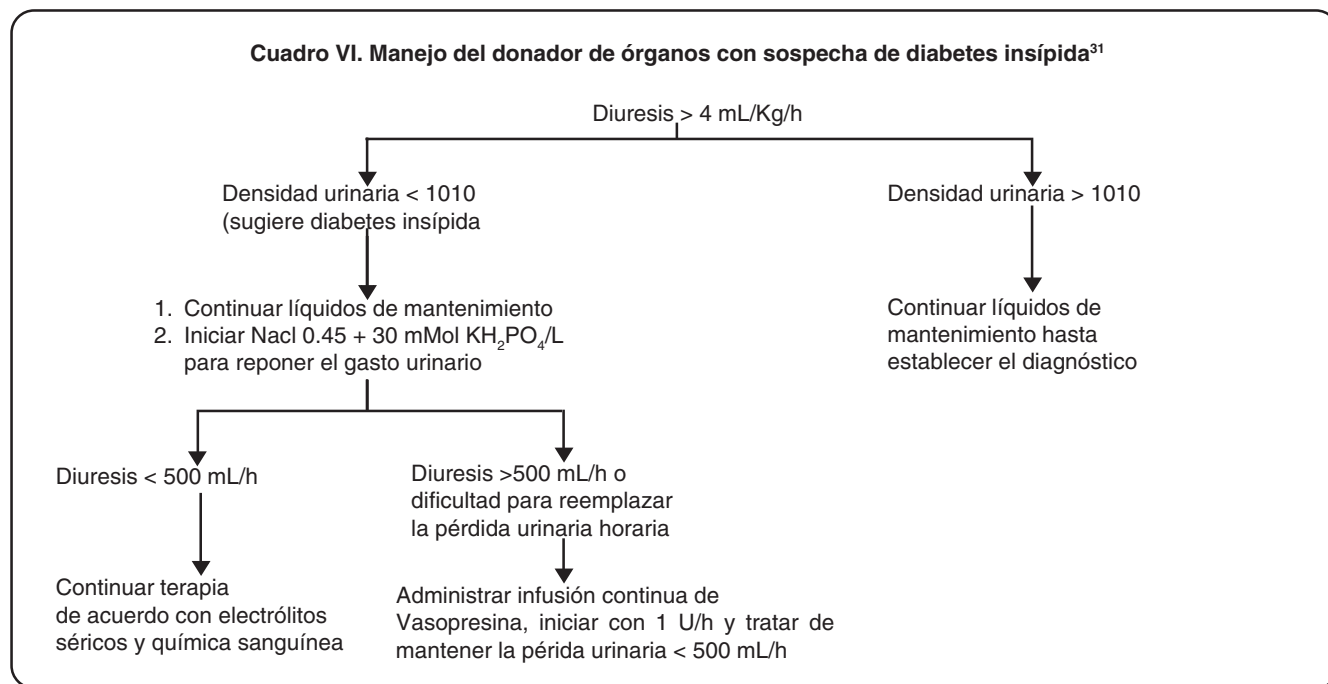 Cuadro VI. Manejo del donador de órganos con sospecha de diabetes insípida³¹
Diuresis > 4 mL/Kg/h
Densidad urinaria < 1010
(sugiere diabetes insípida
Densidad urinaria > 1010
1. Continuar líquidos de mantenimiento
2. Iniciar Nacl 0.45 + 30 mMol KH₂PO₄/L
para reponer el gasto urinario
Continuar líquidos de
mantenimiento hasta
establecer el diagnóstico
Diuresis < 500 mL/h
Diuresis >500 mL/h o
dificultad para reemplazar
la pérdida urinaria horaria
Continuar terapia
de acuerdo con electrólitos
séricos y química sanguínea
Administrar infusión continua de
Vasopresina, iniciar con 1 U/h y tratar de
mantener la périda urinaria < 500 mL/h